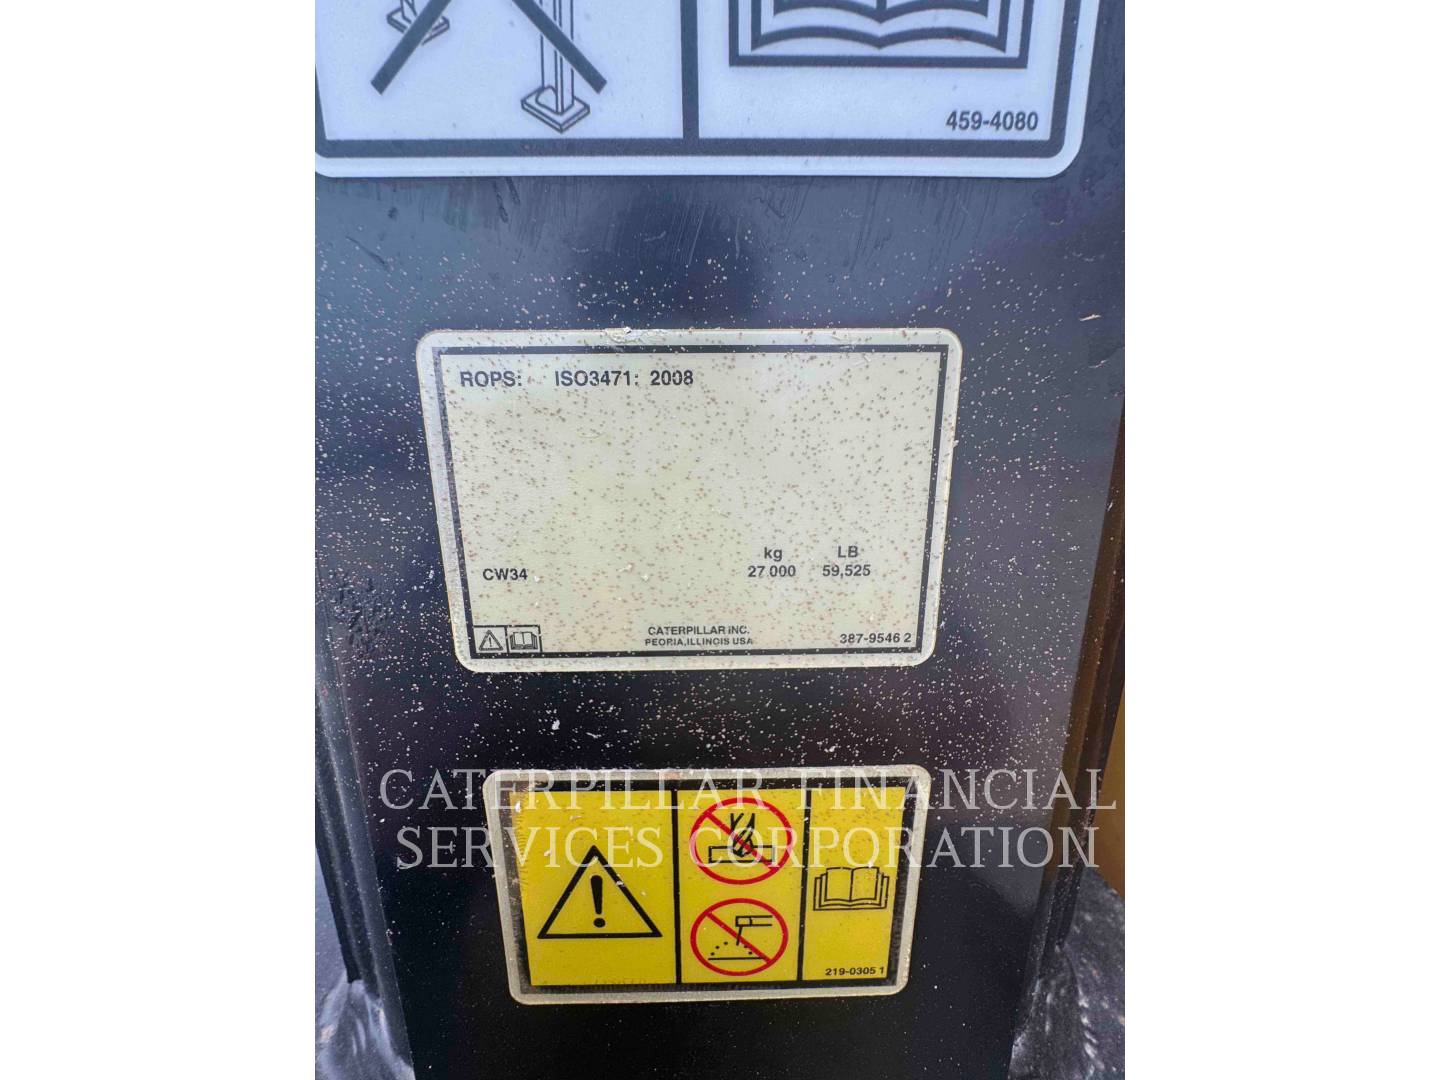 459-4080
ROPS: ISO3471: 2008
kg LB
CW34 27 000 59,525
CATERPILLAR INC.
PEORIA, ILLINOIS USA
387-9546 2
CATERPILLAR FINANCIAL
SERVICES CORPORATION
219-0305 1